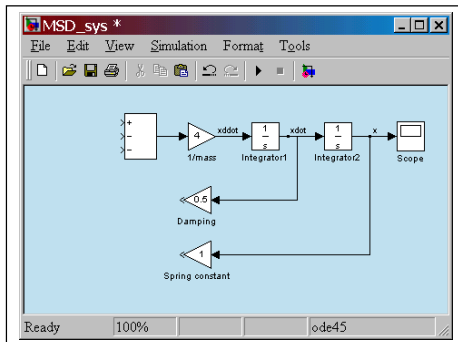 MSD_sys *
File Edit View Simulation Format Tools
+
−
−
4
xddot
1
s
xdot
1
s
x
1/mass
Integrator1
Integrator2
Scope
0.5
Damping
1
Spring constant
Ready 100% ode45